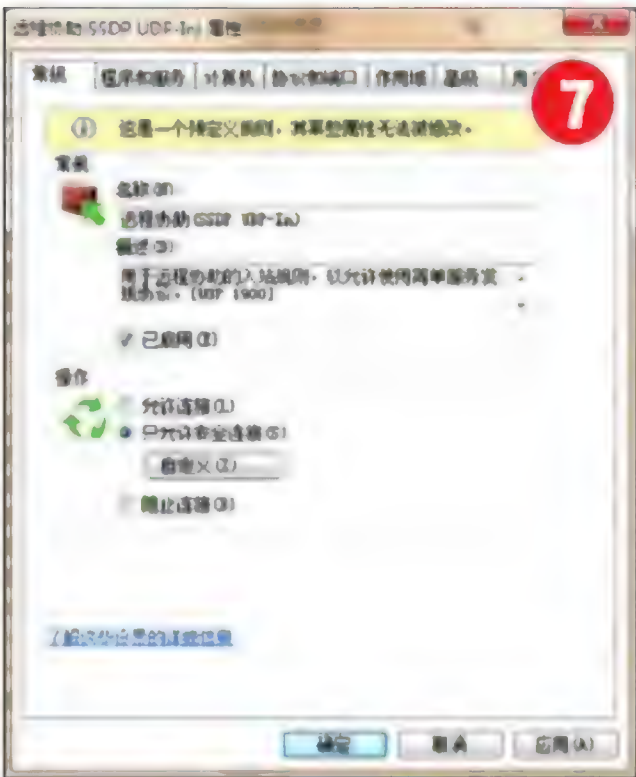 远程协助(SSDP UDP-In) 属性
常规 程序和服务 计算机 协议和端口 作用域 高级 用
7
这是一个预定义规则，其某些属性无法被修改。
常规
名称(N)
远程协助(SSDP UDP-In)
描述(D)
用于远程协助的入站规则，以允许使用简单服务发
现协议。[UDP 1900]
已启用(E)
操作
允许连接(L)
只允许安全连接(S)
自定义(Z)
阻止连接(B)
了解这些设置的详细信息
确定 取消 应用(A)